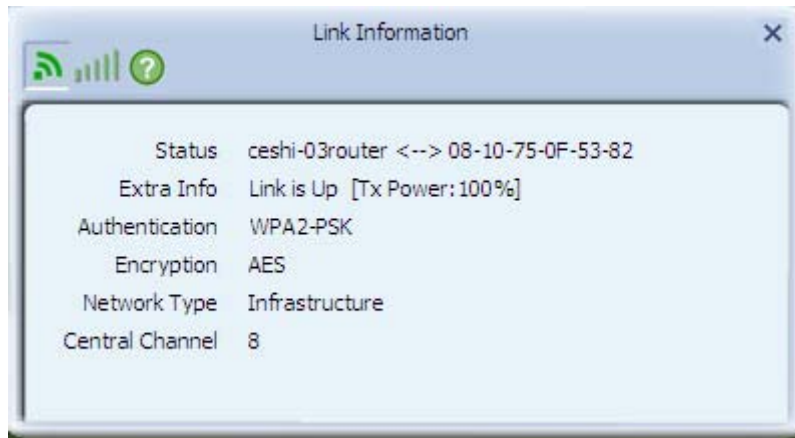 Link Information
Status ceshi-03router <--> 08-10-75-0F-53-82
Extra Info Link is Up [Tx Power:100%]
Authentication WPA2-PSK
Encryption AES
Network Type Infrastructure
Central Channel 8